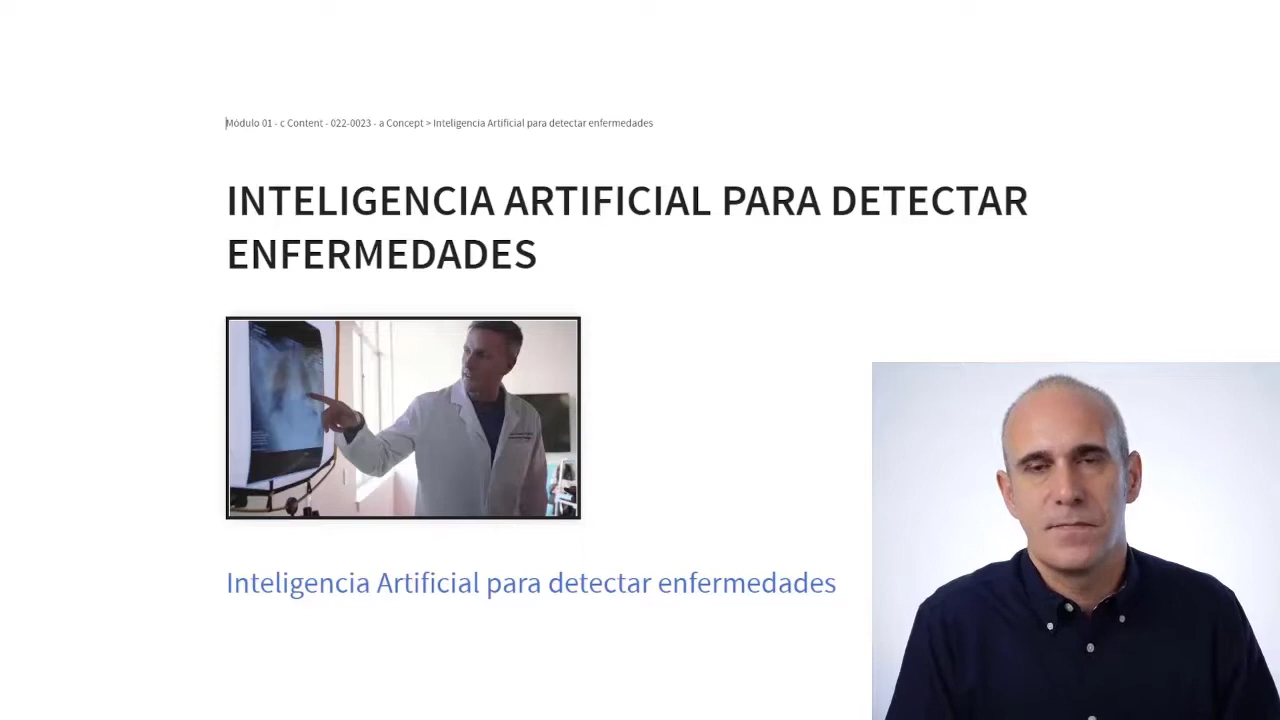 Módulo 01 - c Content - 022-0023 - a Concept > Inteligencia Artificial para detectar enfermedades
INTELIGENCIA ARTIFICIAL PARA DETECTAR
ENFERMEDADES
Inteligencia Artificial para detectar enfermedades